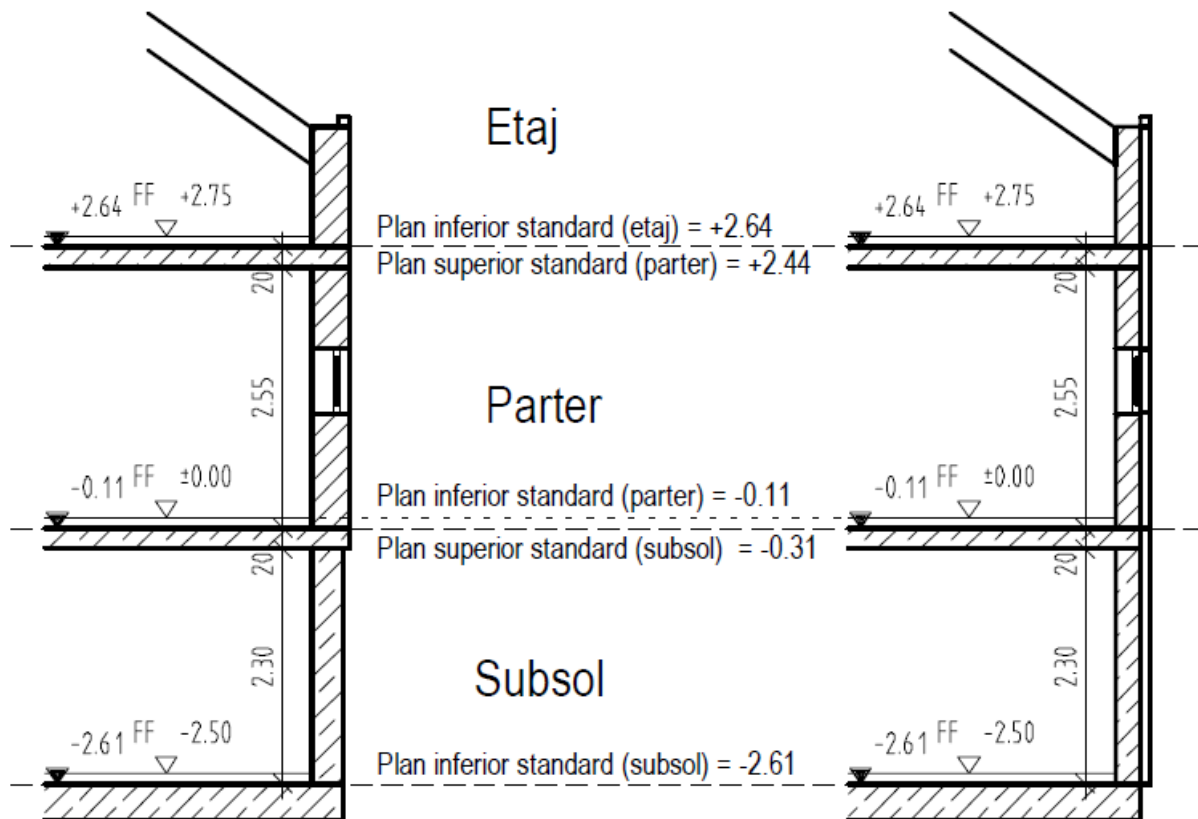 Etaj
+2.64 FF +2.75
Plan inferior standard (etaj) = +2.64
+2.64 FF +2.75
Plan superior standard (parter) = +2.44
20
20
2.55
Parter
2.55
-0.11 FF ±0.00
Plan inferior standard (parter) = -0.11
-0.11 FF ±0.00
Plan superior standard (subsol) = -0.31
20
20
2.30
Subsol
2.30
-2.61 FF -2.50
Plan inferior standard (subsol) = -2.61
-2.61 FF -2.50